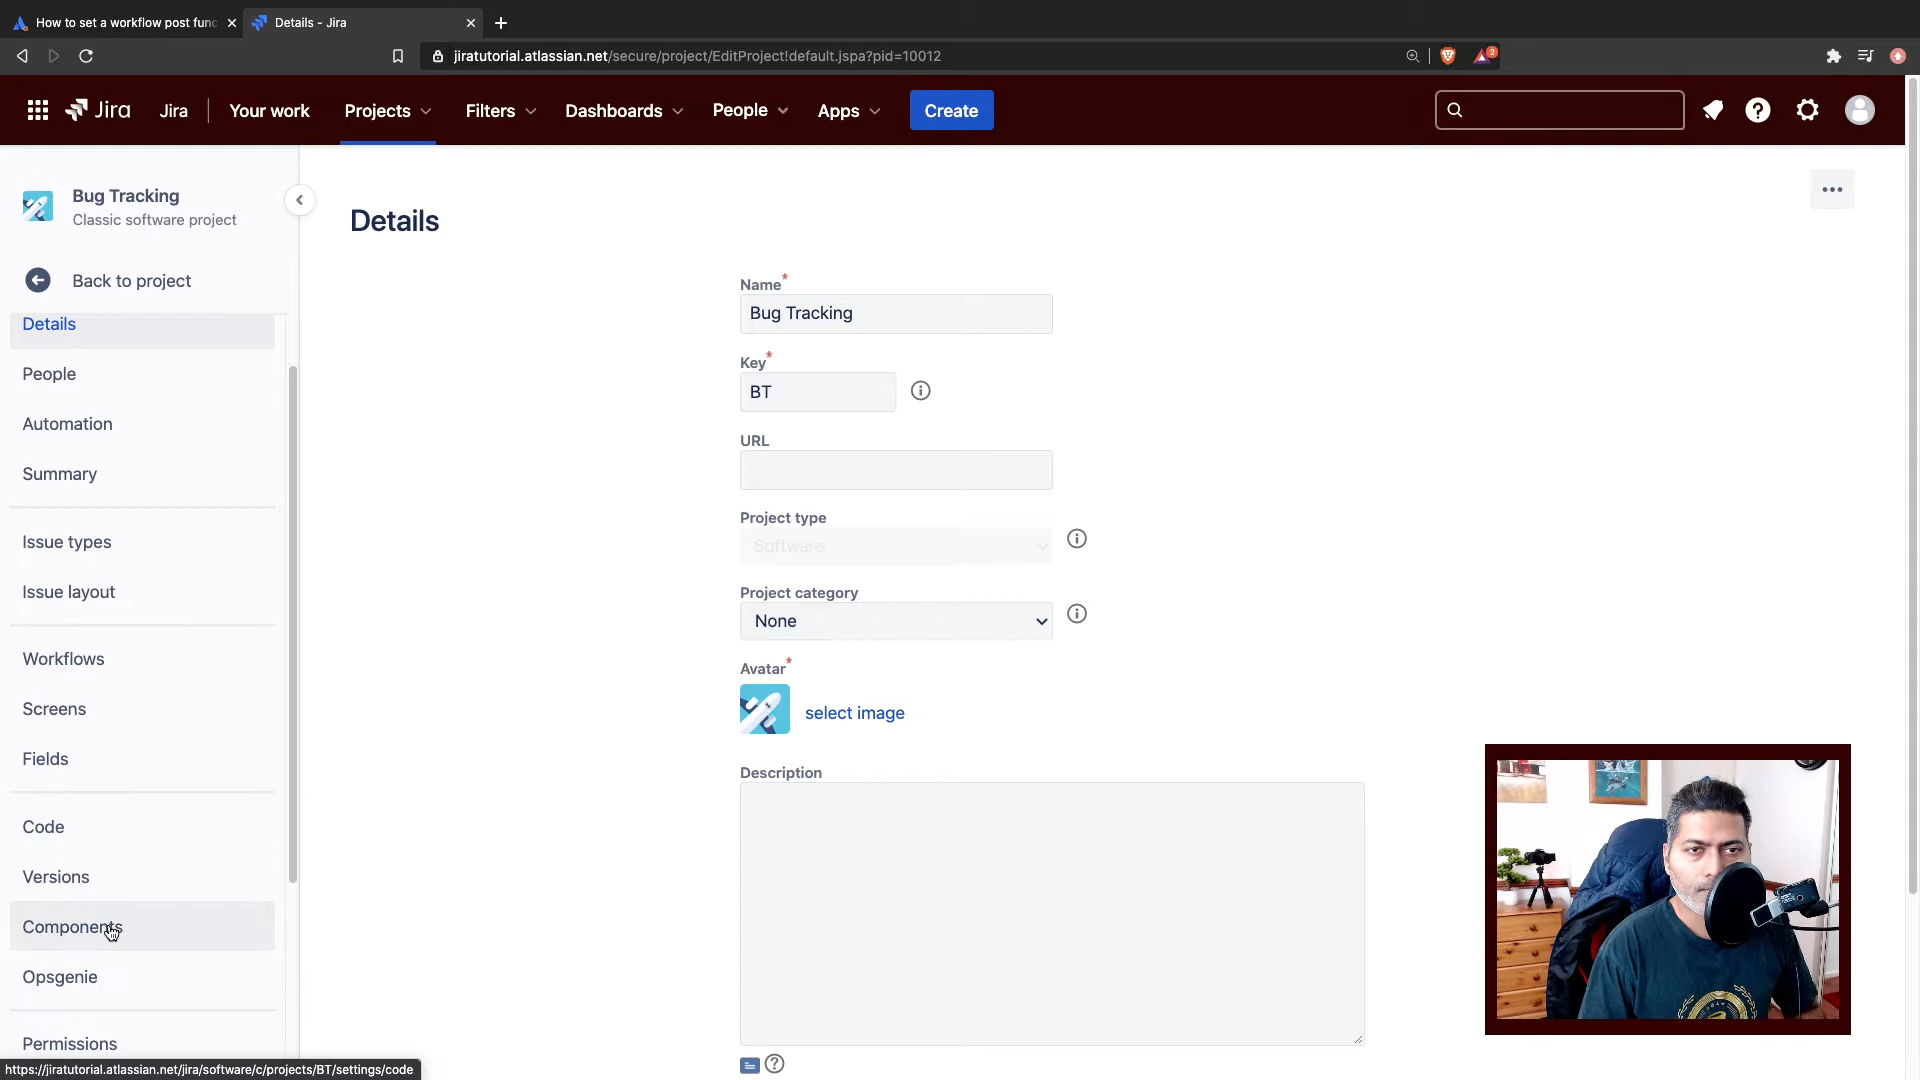 How to set a workflow post func
Details - Jira
jiratutorial.atlassian.net/secure/project/EditProject!default.jspa?pid=10012
2
Jira
Jira
Your work
Projects
Filters
Dashboards
People
Apps
Create
Bug Tracking
Classic software project
Back to project
Details
People
Automation
Summary
Issue types
Issue layout
Workflows
Screens
Fields
Code
Versions
Components
Opsgenie
Permissions
https://jiratutorial.atlassian.net/jira/software/c/projects/BT/settings/code
Details
Name*
Bug Tracking
Key*
BT
URL
Project type
Software
Project category
None
Avatar*
select image
Description